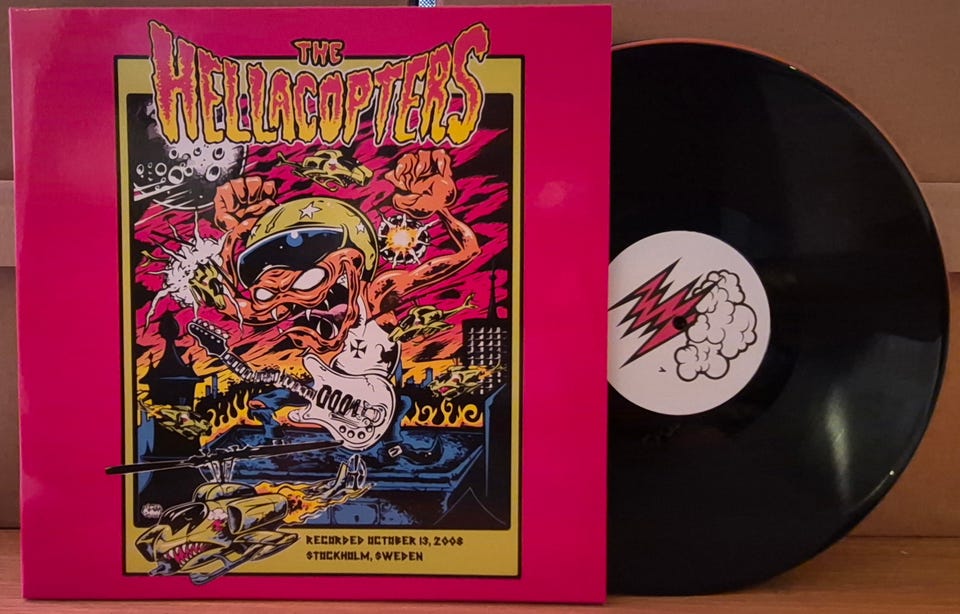 THE
HELLACOPTERS
RECORDED OCTOBER 13, 2008
STOCKHOLM, SWEDEN